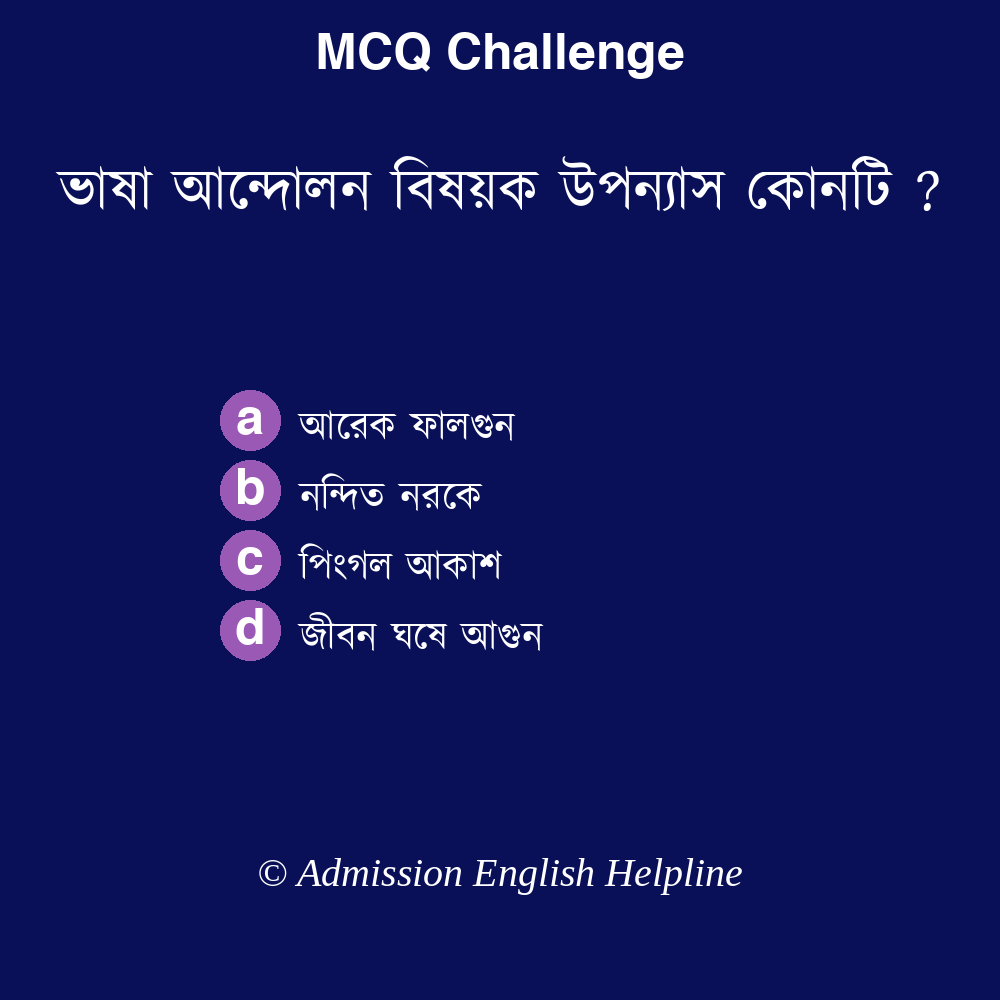 MCQ Challenge
ভাষা আন্দোলন বিষয়ক উপন্যাস কোনটি ?
a আরেক ফালগুন
b নন্দিত নরকে
c পিংগল আকাশ
d জীবন ঘষে আগুন
© Admission English Helpline